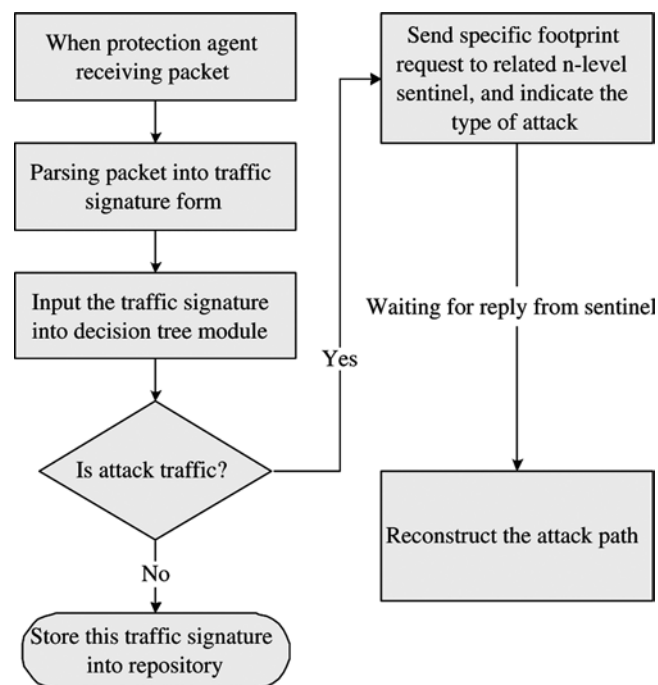 When protection agent
receiving packet
Parsing packet into traffic
signature form
Input the traffic signature
into decision tree module
Is attack traffic?
No
Store this traffic signature
into repository
Yes
Send specific footprint
request to related n-level
sentinel, and indicate the
type of attack
Waiting for reply from sentinel
Reconstruct the attack path